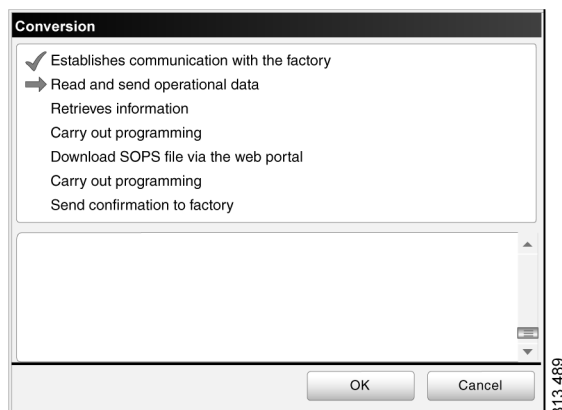 Conversion
Establishes communication with the factory
Read and send operational data
Retrieves information
Carry out programming
Download SOPS file via the web portal
Carry out programming
Send confirmation to factory
OK
Cancel
313 489